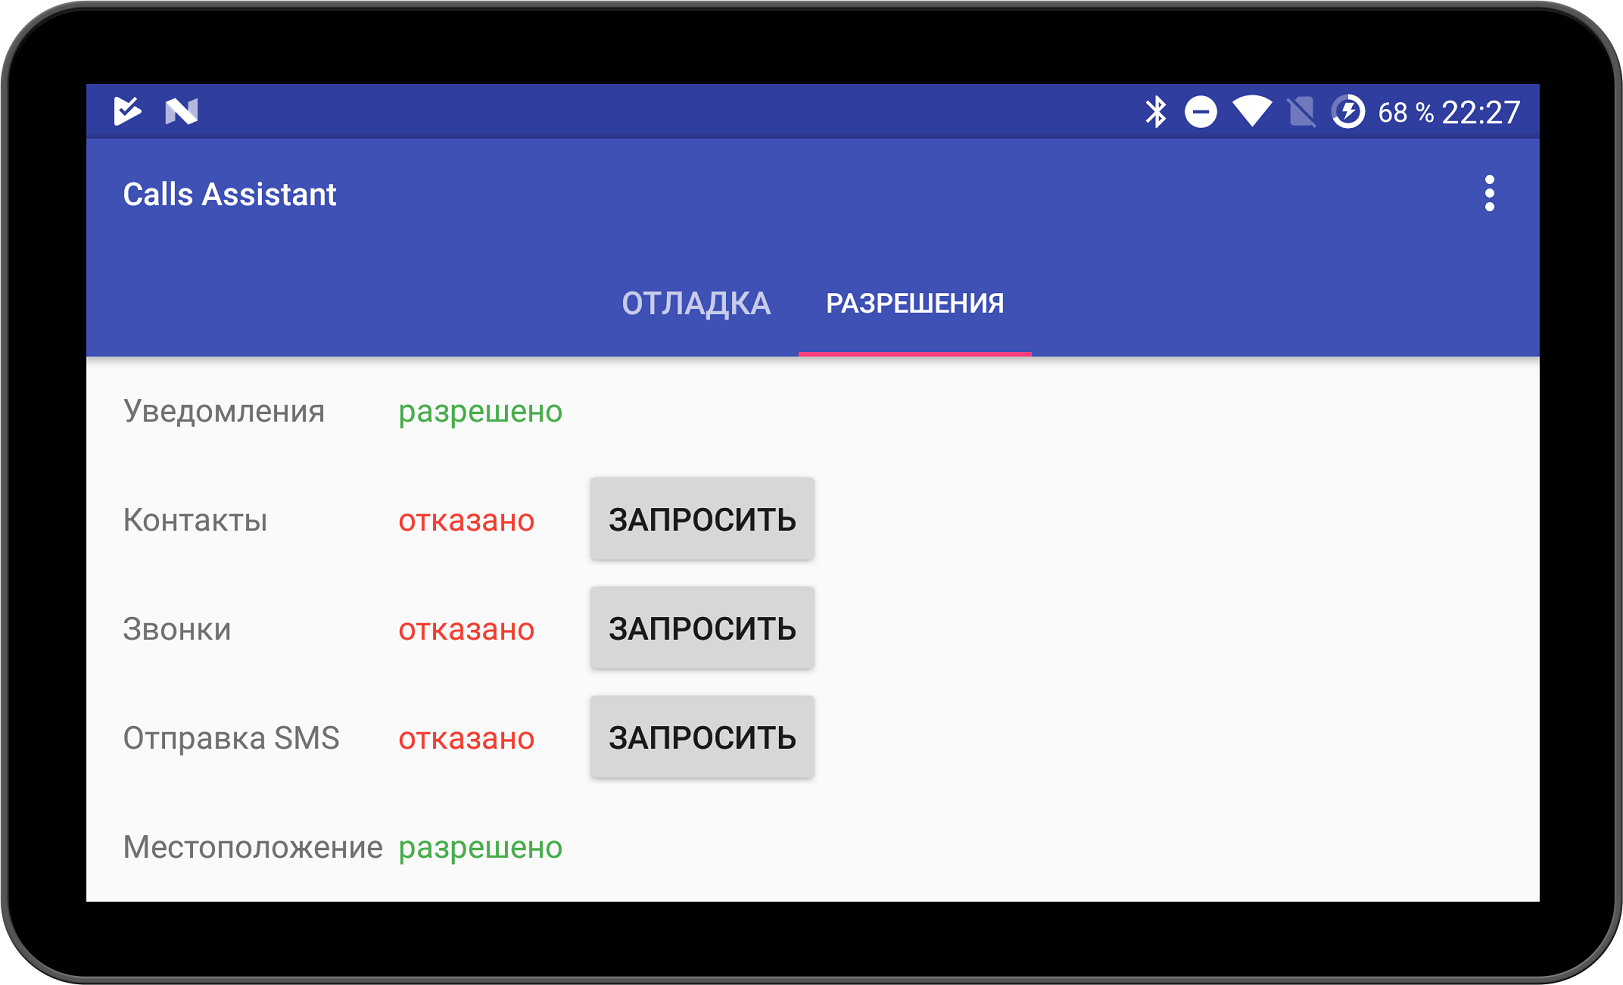 68 % 22:27
Calls Assistant
ОТЛАДКА РАЗРЕШЕНИЯ
Уведомления разрешено
Контакты отказано ЗАПРОСИТЬ
Звонки отказано ЗАПРОСИТЬ
Отправка SMS отказано ЗАПРОСИТЬ
Местоположение разрешено